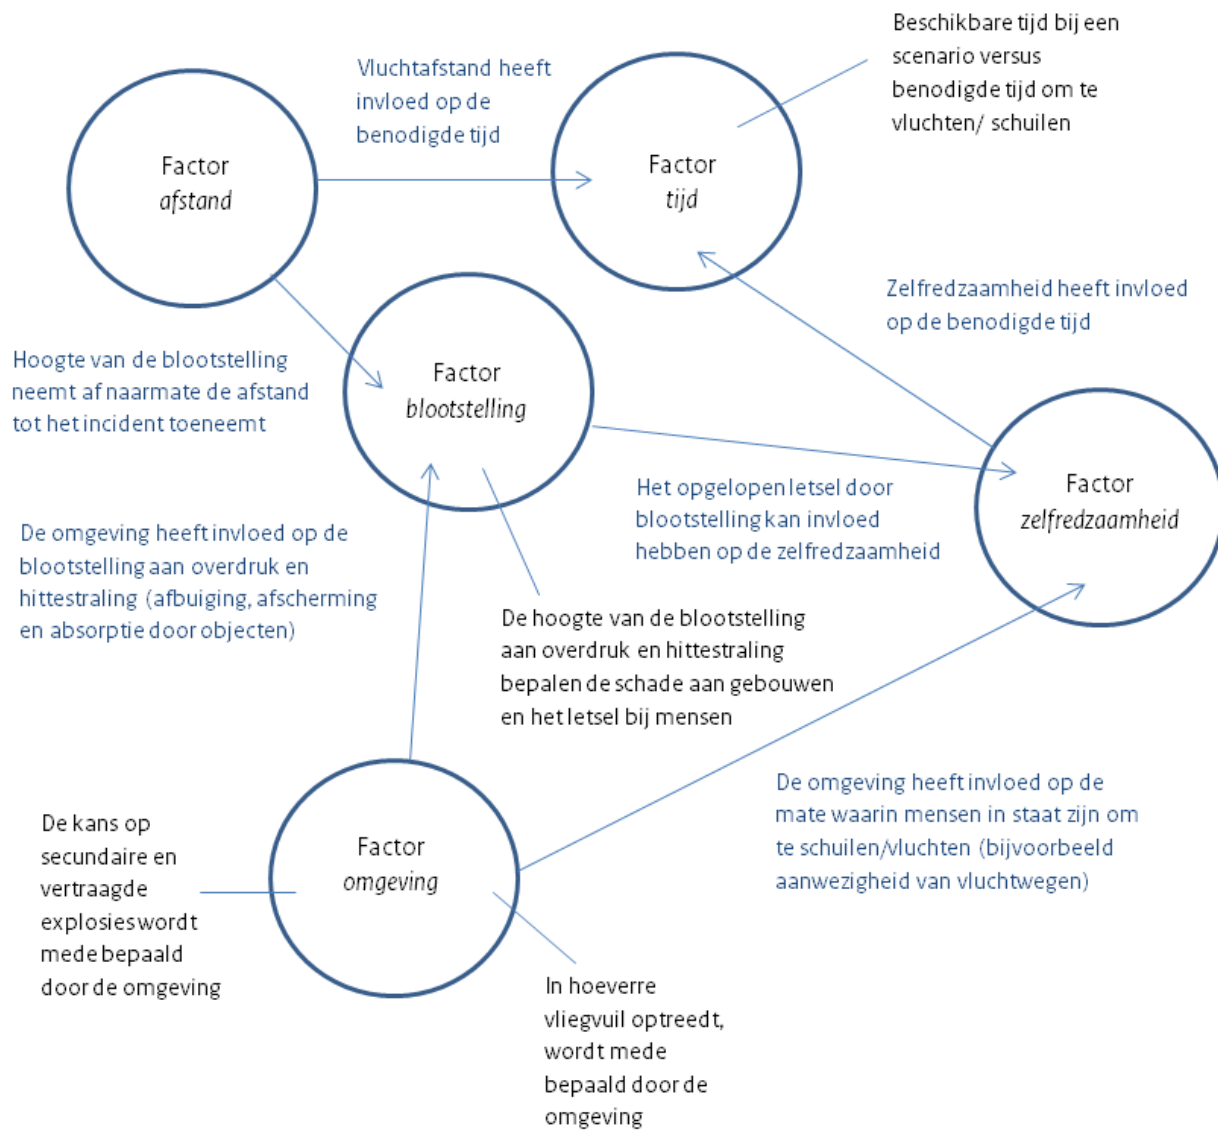 Beschikbare tijd bij een
scenario versus
benodigde tijd om te
vluchten/ schuilen
Vluchtafstand heeft
invloed op de
benodigde tijd
Factor
afstand
Factor
tijd
Zelfredzaamheid heeft invloed
op de benodigde tijd
Hoogte van de blootstelling
neemt af naarmate de afstand
tot het incident toeneemt
Factor
blootstelling
Het opgelopen letsel door
blootstelling kan invloed
hebben op de zelfredzaamheid
Factor
zelfredzaamheid
De omgeving heeft invloed op de
blootstelling aan overdruk en
hittestraling (afbuiging, afscherming
en absorptie door objecten)
De hoogte van de blootstelling
aan overdruk en hittestraling
bepalen de schade aan gebouwen
en het letsel bij mensen
De omgeving heeft invloed op de
mate waarin mensen in staat zijn om
te schuilen/vluchten (bijvoorbeeld
aanwezigheid van vluchtwegen)
De kans op
secundaire en
vertraagde
explosies wordt
mede bepaald
door de omgeving
Factor
omgeving
In hoeverre
vliegvuil optreedt,
wordt mede
bepaald door de
omgeving